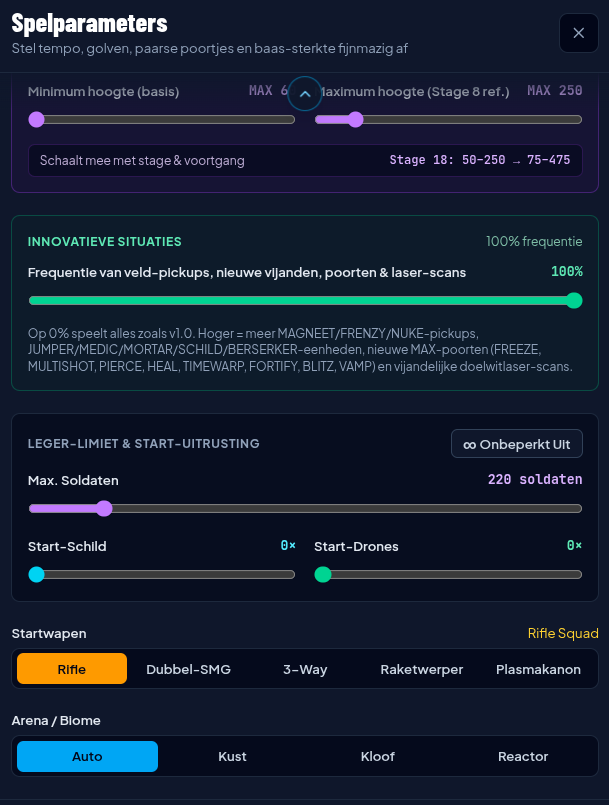 Spelparameters
Stel tempo, golven, paarse poortjes en baas-sterkte fijnmazig af
Minimum hoogte (basis) MAX 6
Maximum hoogte (Stage 8 ref.) MAX 250
Schaalt mee met stage & voortgang Stage 18: 50–250 → 75–475
INNOVATIEVE SITUATIES 100% frequentie
Frequentie van veld-pickups, nieuwe vijanden, poorten & laser-scans 100%
Op 0% speelt alles zoals v1.0. Hoger = meer MAGNEET/FRENZY/NUKE-pickups,
JUMPER/MEDIC/MORTAR/SCHILD/BERSERKER-eenheden, nieuwe MAX-poorten (FREEZE,
MULTISHOT, PIERCE, HEAL, TIMEWARP, FORTIFY, BLITZ, VAMP) en vijandelijke doelwitlaser-scans.
LEGER-LIMIET & START-UITRUSTING ∞ Onbeperkt Uit
Max. Soldaten 220 soldaten
Start-Schild 0×
Start-Drones 0×
Startwapen Rifle Squad
Rifle Dubbel-SMG 3-Way Raketwerper Plasmakanon
Arena / Biome
Auto Kust Kloof Reactor